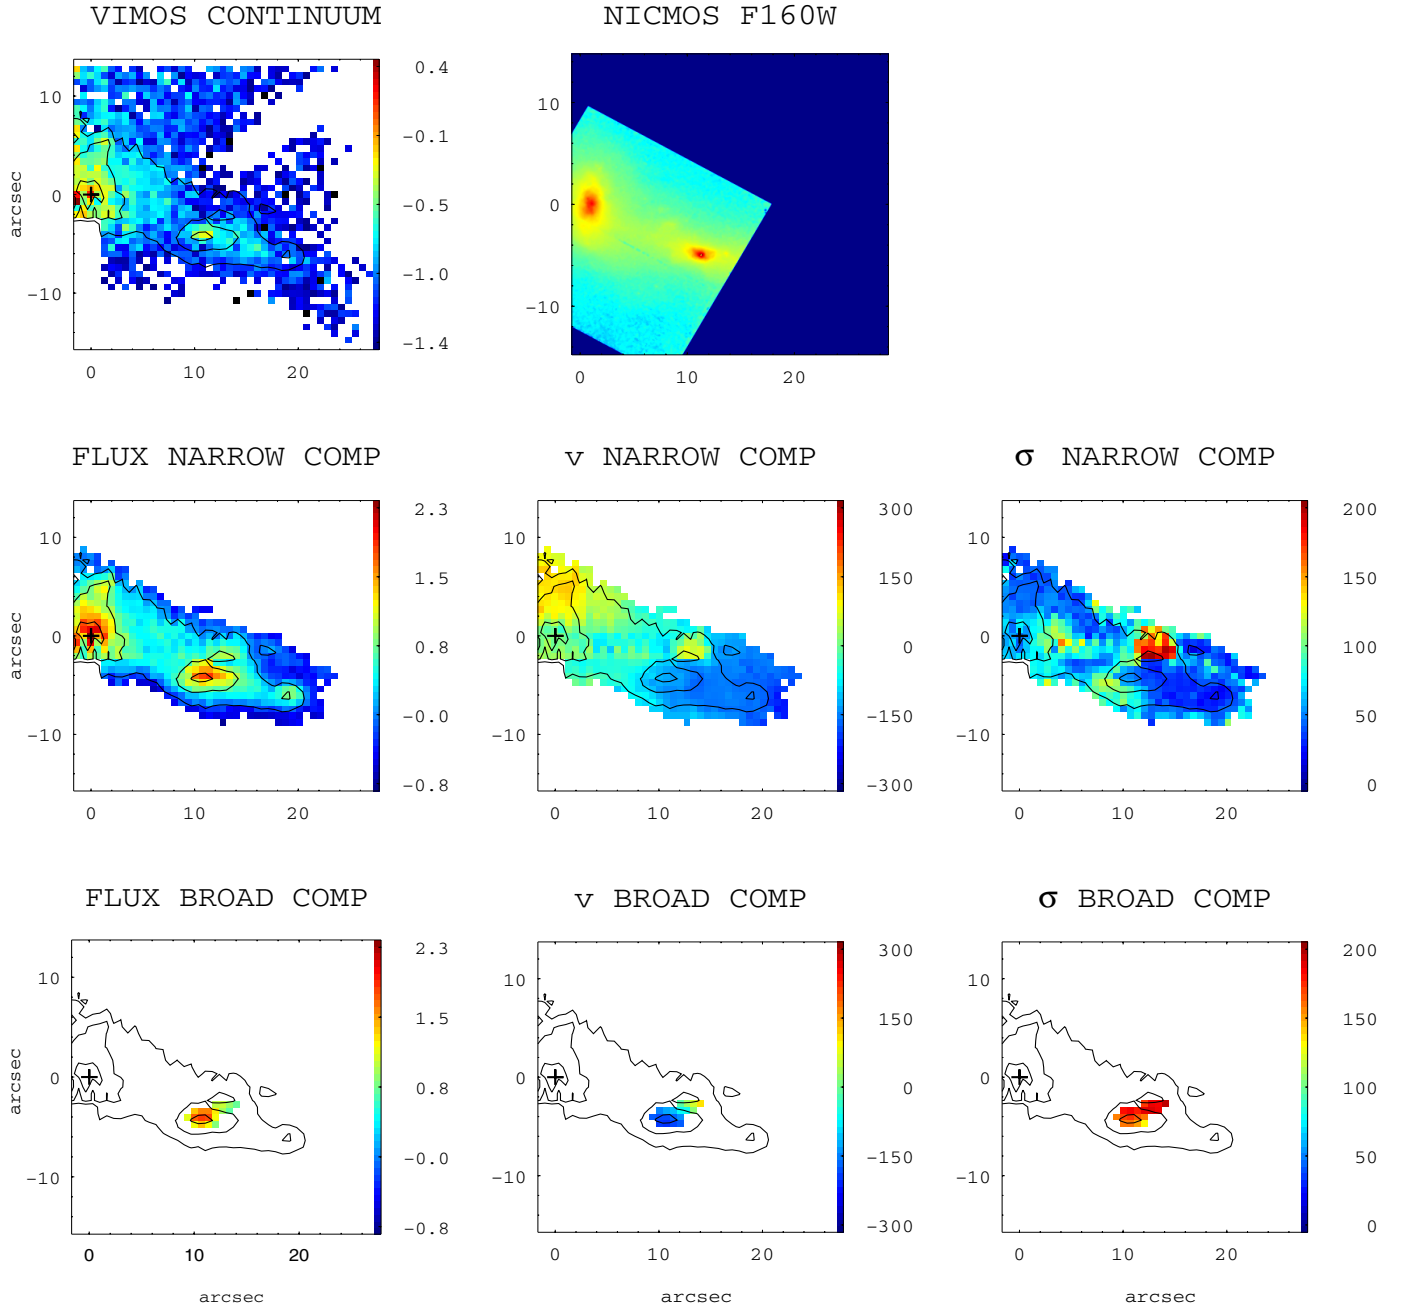 VIMOS CONTINUUM
NICMOS F160W
arcsec
10
0
−10
0 10 20
0.4
−0.1
−0.5
−1.0
−1.4
10
0
−10
0 10 20
FLUX NARROW COMP
v NARROW COMP
σ NARROW COMP
arcsec
10
0
−10
0 10 20
2.3
1.5
0.8
−0.0
−0.8
10
0
−10
0 10 20
300
150
0
−150
−300
10
0
−10
0 10 20
200
150
100
50
0
FLUX BROAD COMP
v BROAD COMP
σ BROAD COMP
arcsec
10
0
−10
0 10 20
arcsec
2.3
1.5
0.8
−0.0
−0.8
10
0
−10
0 10 20
arcsec
300
150
0
−150
−300
10
0
−10
0 10 20
arcsec
200
150
100
50
0